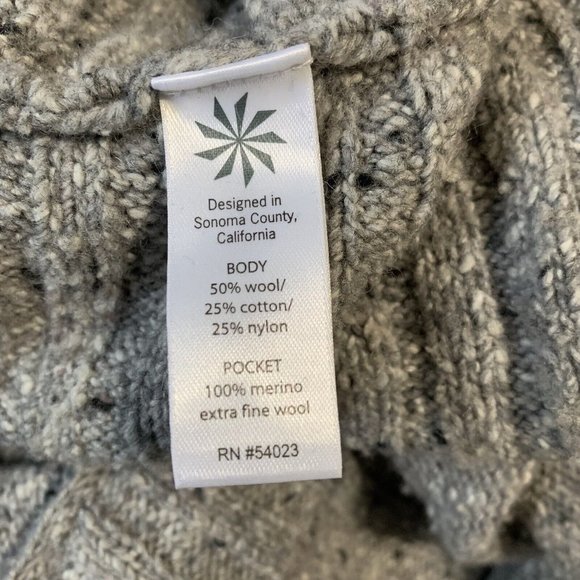 Designed in
Sonoma County,
California
BODY
50% wool/
25% cotton/
25% nylon
POCKET
100% merino
extra fine wool
RN #54023